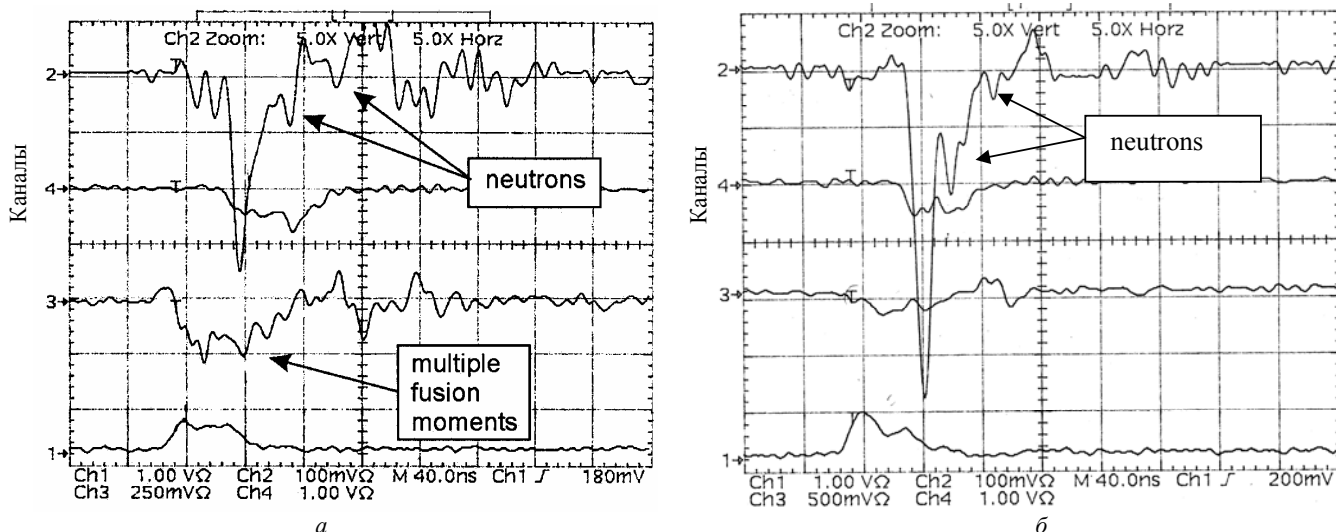 Ch2 Zoom: 5.0X Vert 5.0X Horz
Каналы
2
4
3
1
neutrons
multiple
fusion
moments
Ch1 1.00 VΩ Ch2 100mVΩ M 40.0ns Ch1 ƒ 180mV
Ch3 250mVΩ Ch4 1.00 VΩ
а
Ch2 Zoom: 5.0X Vert 5.0X Horz
Каналы
2
4
3
1
neutrons
Ch1 1.00 VΩ Ch2 100mVΩ M 40.0ns Ch1 ƒ 200mV
Ch3 500mVΩ Ch4 1.00 VΩ
б